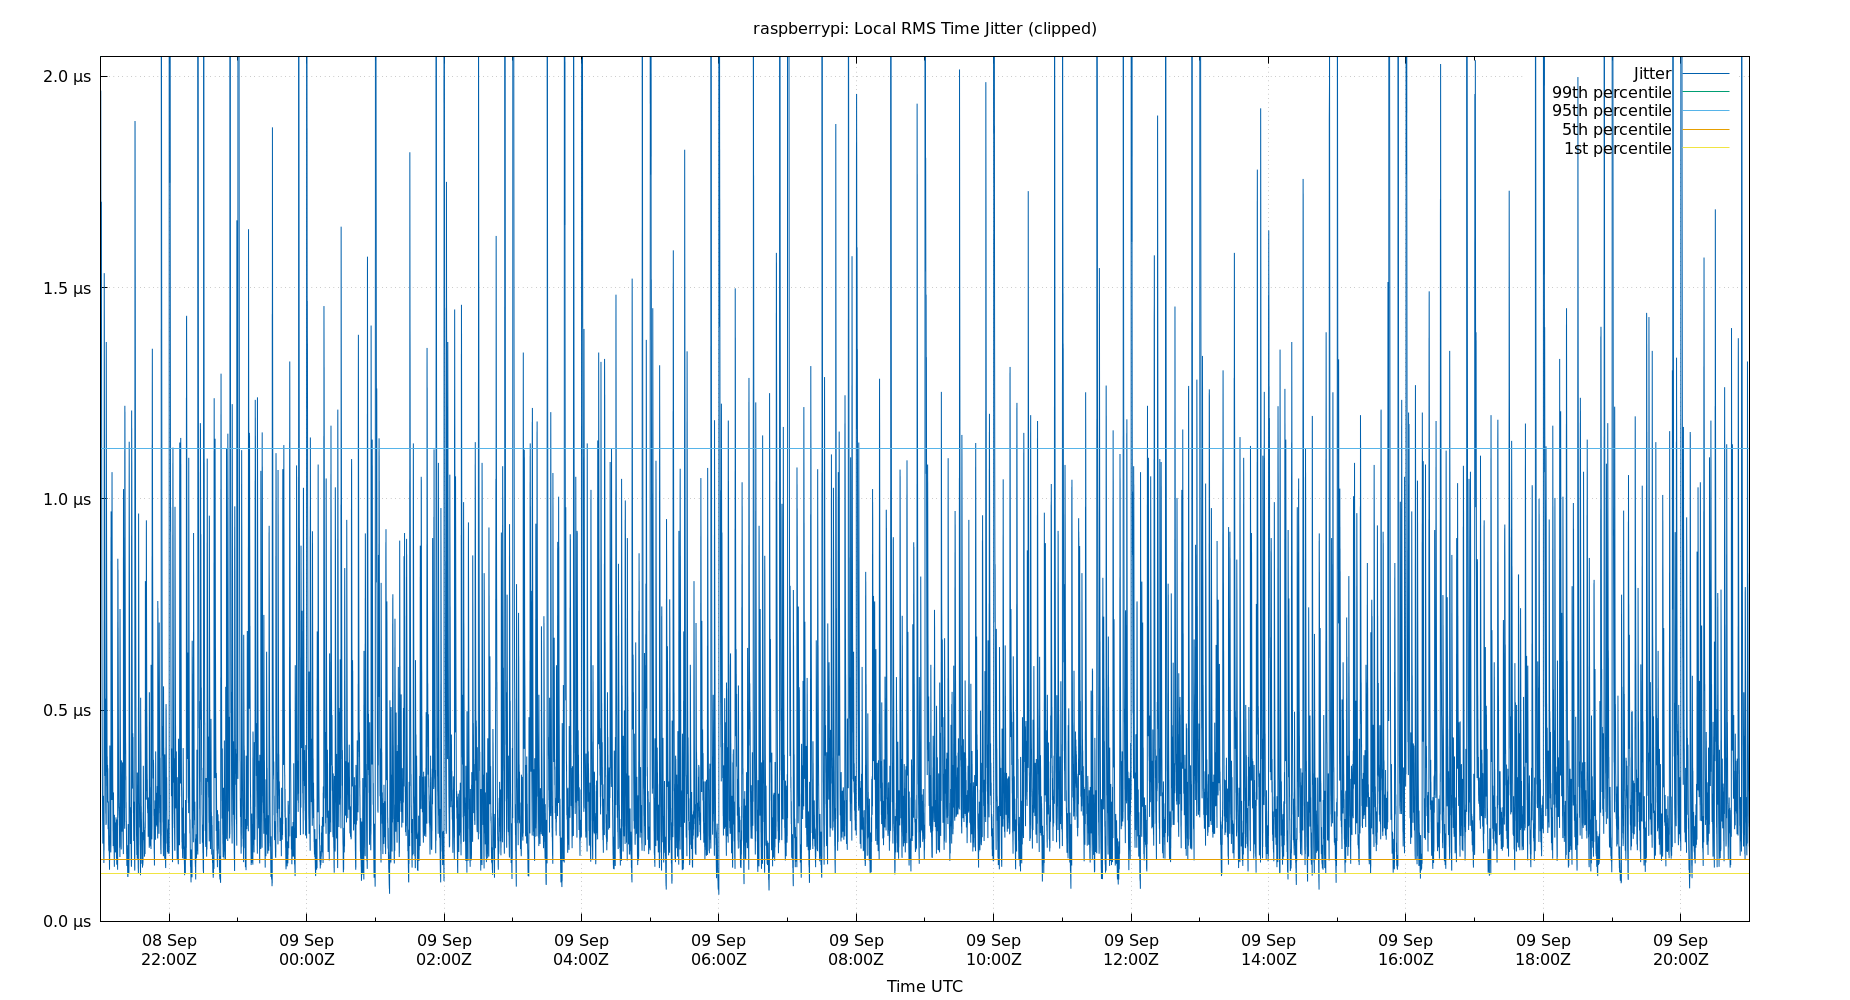 raspberrypi: Local RMS Time Jitter (clipped)
2.0 µs
1.5 µs
1.0 µs
0.5 µs
0.0 µs
Jitter
99th percentile
95th percentile
5th percentile
1st percentile
08 Sep
22:00Z
09 Sep
00:00Z
09 Sep
02:00Z
09 Sep
04:00Z
09 Sep
06:00Z
09 Sep
08:00Z
09 Sep
10:00Z
09 Sep
12:00Z
09 Sep
14:00Z
09 Sep
16:00Z
09 Sep
18:00Z
09 Sep
20:00Z
Time UTC